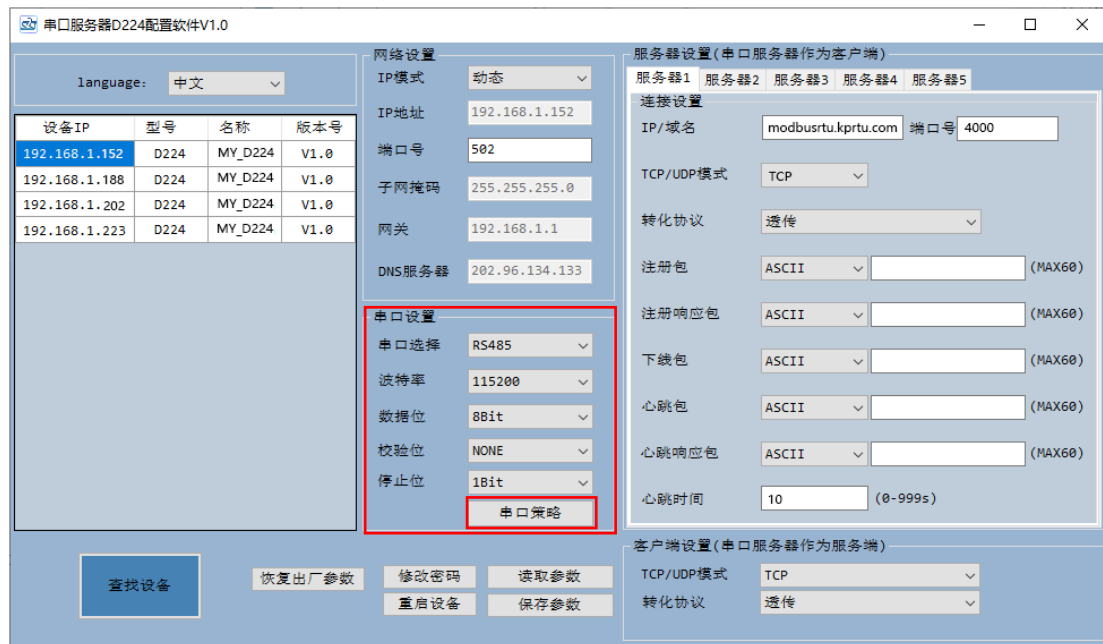 串口服务器D224配置软件V1.0
language: 中文
设备IP 型号 名称 版本号
192.168.1.152 D224 MY_D224 V1.0
192.168.1.188 D224 MY_D224 V1.0
192.168.1.202 D224 MY_D224 V1.0
192.168.1.223 D224 MY_D224 V1.0
网络设置
IP模式 动态
IP地址 192.168.1.152
端口号 502
子网掩码 255.255.255.0
网关 192.168.1.1
DNS服务器 202.96.134.133
串口设置
串口选择 RS485
波特率 115200
数据位 8Bit
校验位 NONE
停止位 1Bit
串口策略
服务器设置(串口服务器作为客户端)
服务器1 服务器2 服务器3 服务器4 服务器5
连接设置
IP/域名 modbusrtu.kprtu.com 端口号 4000
TCP/UDP模式 TCP
转化协议 透传
注册包 ASCII (MAX60)
注册响应包 ASCII (MAX60)
下线包 ASCII (MAX60)
心跳包 ASCII (MAX60)
心跳响应包 ASCII (MAX60)
心跳时间 10 (0-999s)
客户端设置(串口服务器作为服务端)
TCP/UDP模式 TCP
转化协议 透传
查找设备
恢复出厂参数
修改密码 读取参数
重启设备 保存参数